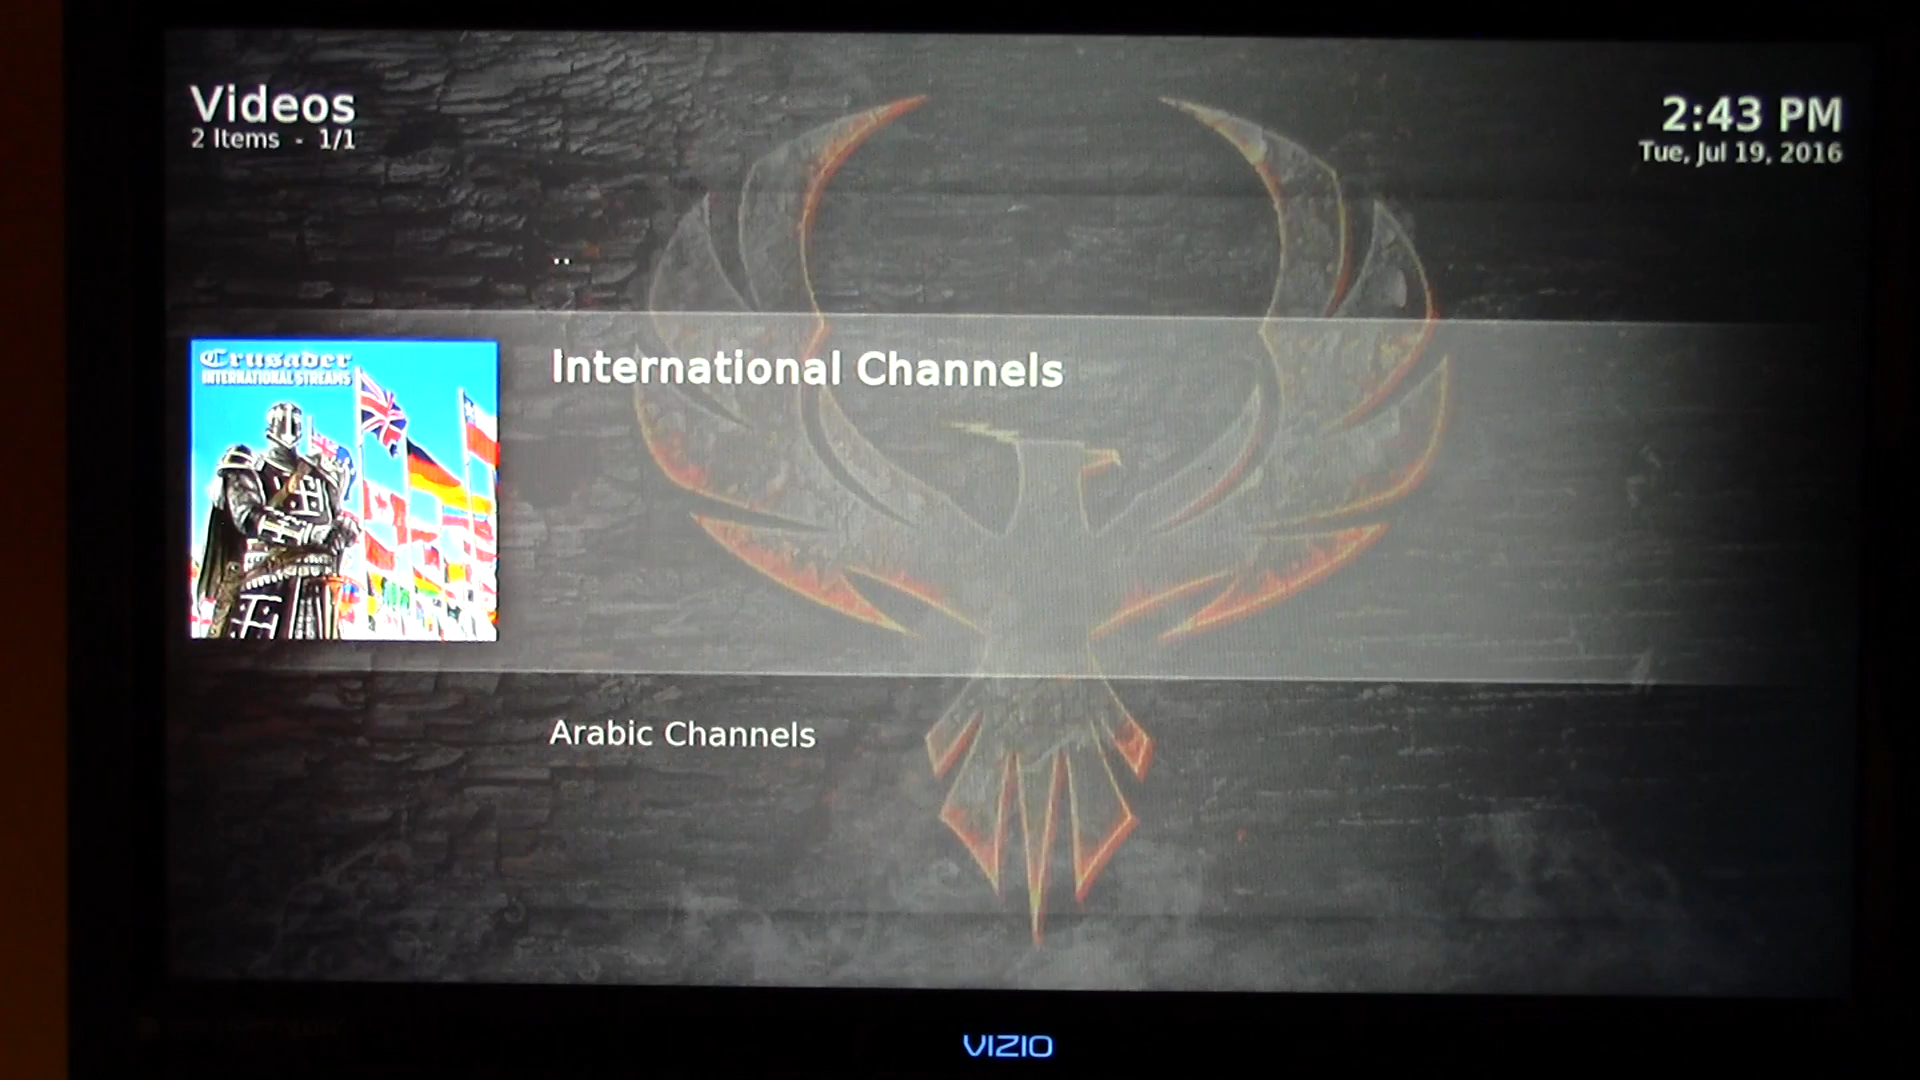 Videos
2 Items - 1/1
2:43 PM
Tue, Jul 19, 2016
..
Crusader
INTERNATIONAL STREAMS
International Channels
Arabic Channels
VIZIO